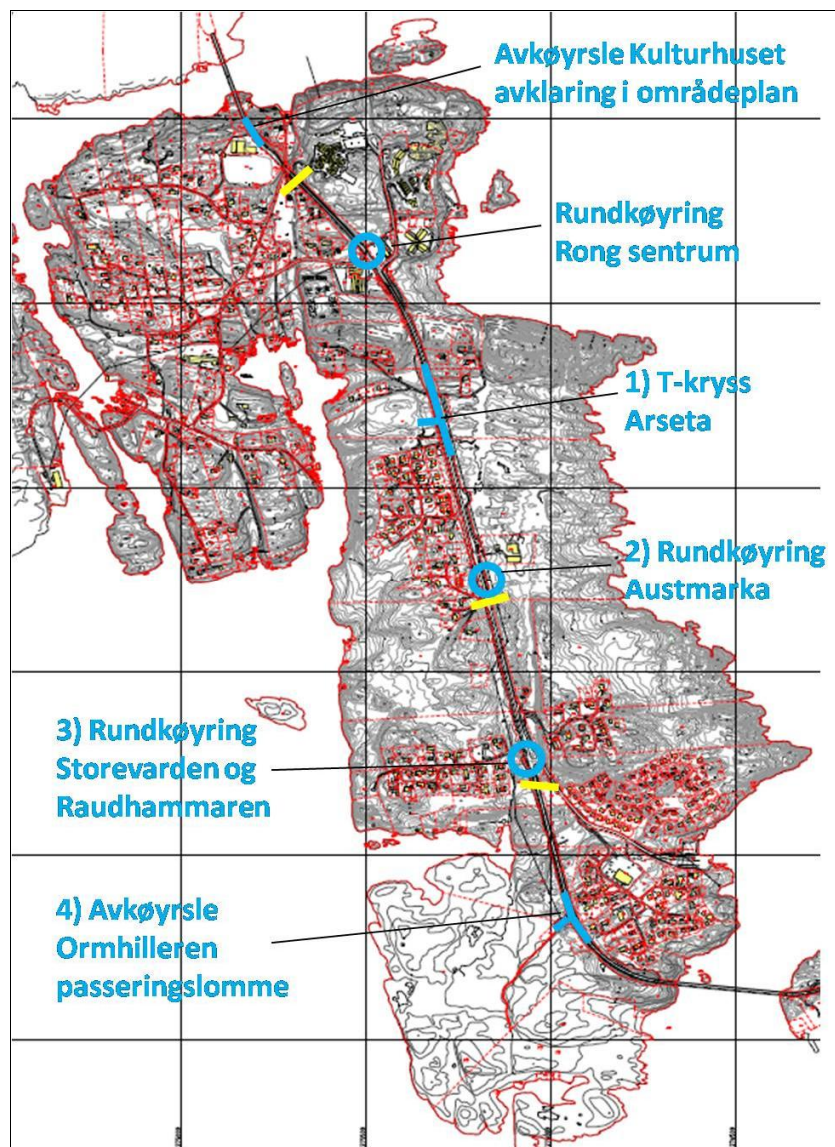 Avkøyrsle Kulturhuset
avklaring i områdeplan
Rundkøyring
Rong sentrum
1) T-kryss
Arseta
2) Rundkøyring
Austmarka
3) Rundkøyring
Storevarden og
Raudhammaren
4) Avkøyrsle
Ormhilleren
passeringslomme